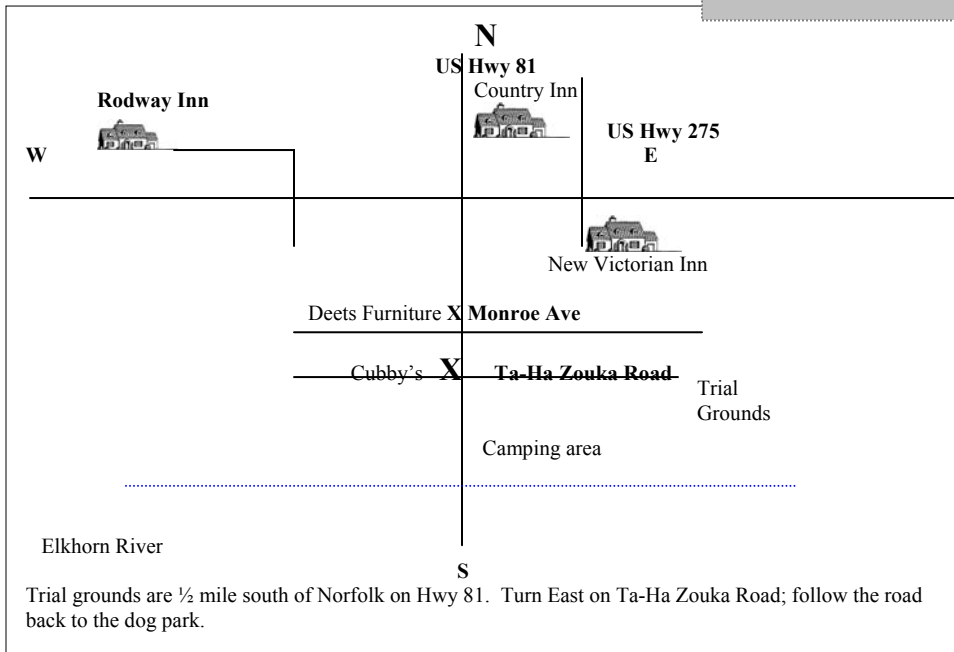 N
US Hwy 81
Country Inn
Rodway Inn
US Hwy 275
W
E
New Victorian Inn
Deets Furniture X Monroe Ave
Cubby's X Ta-Ha Zouka Road
Trial
Grounds
Camping area
Elkhorn River
S
Trial grounds are ½ mile south of Norfolk on Hwy 81. Turn East on Ta-Ha Zouka Road; follow the road
back to the dog park.